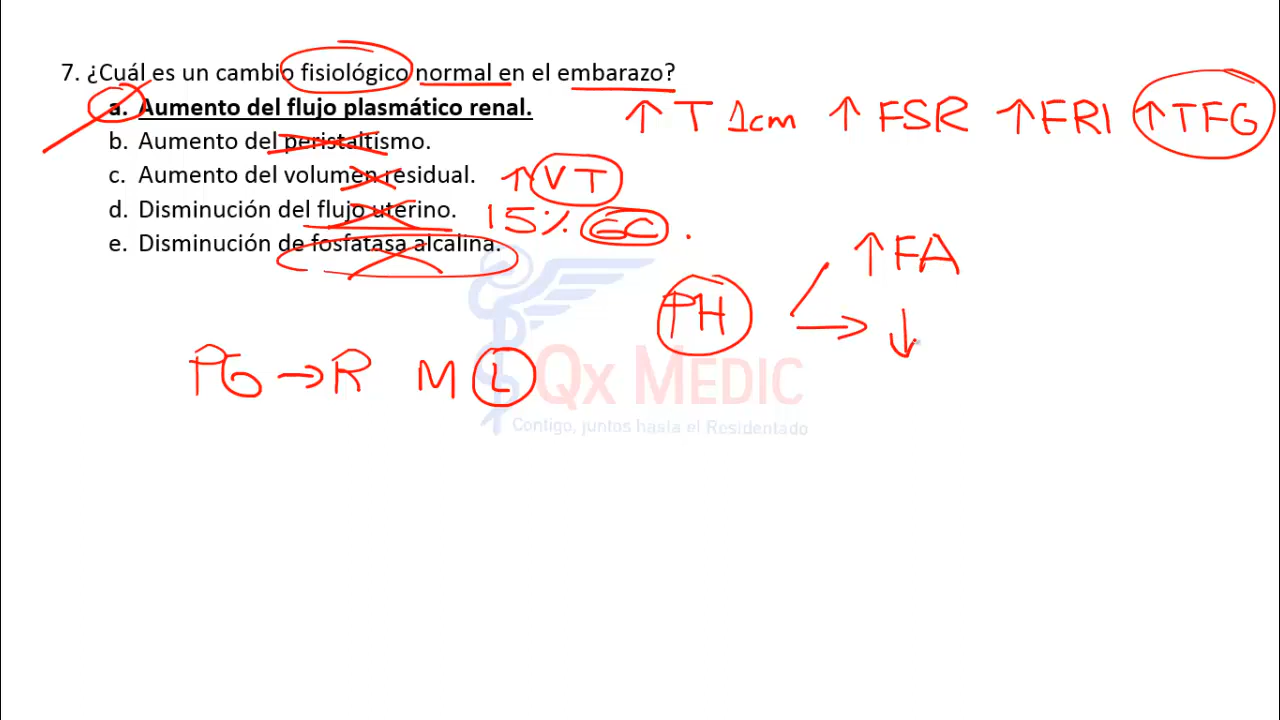 7. ¿Cuál es un cambio fisiológico normal en el embarazo?
a. Aumento del flujo plasmático renal.
↑ T 1cm ↑ FSR ↑ FRI ↑ TFG
b. Aumento del peristaltismo.
c. Aumento del volumen residual. ↑ VT
d. Disminución del flujo uterino. 15% GC.
e. Disminución de fosfatasa alcalina.
↑ FA
PH → ↓
PG → R M L
Qx MEDIC
Contigo, juntos hasta el Residentado